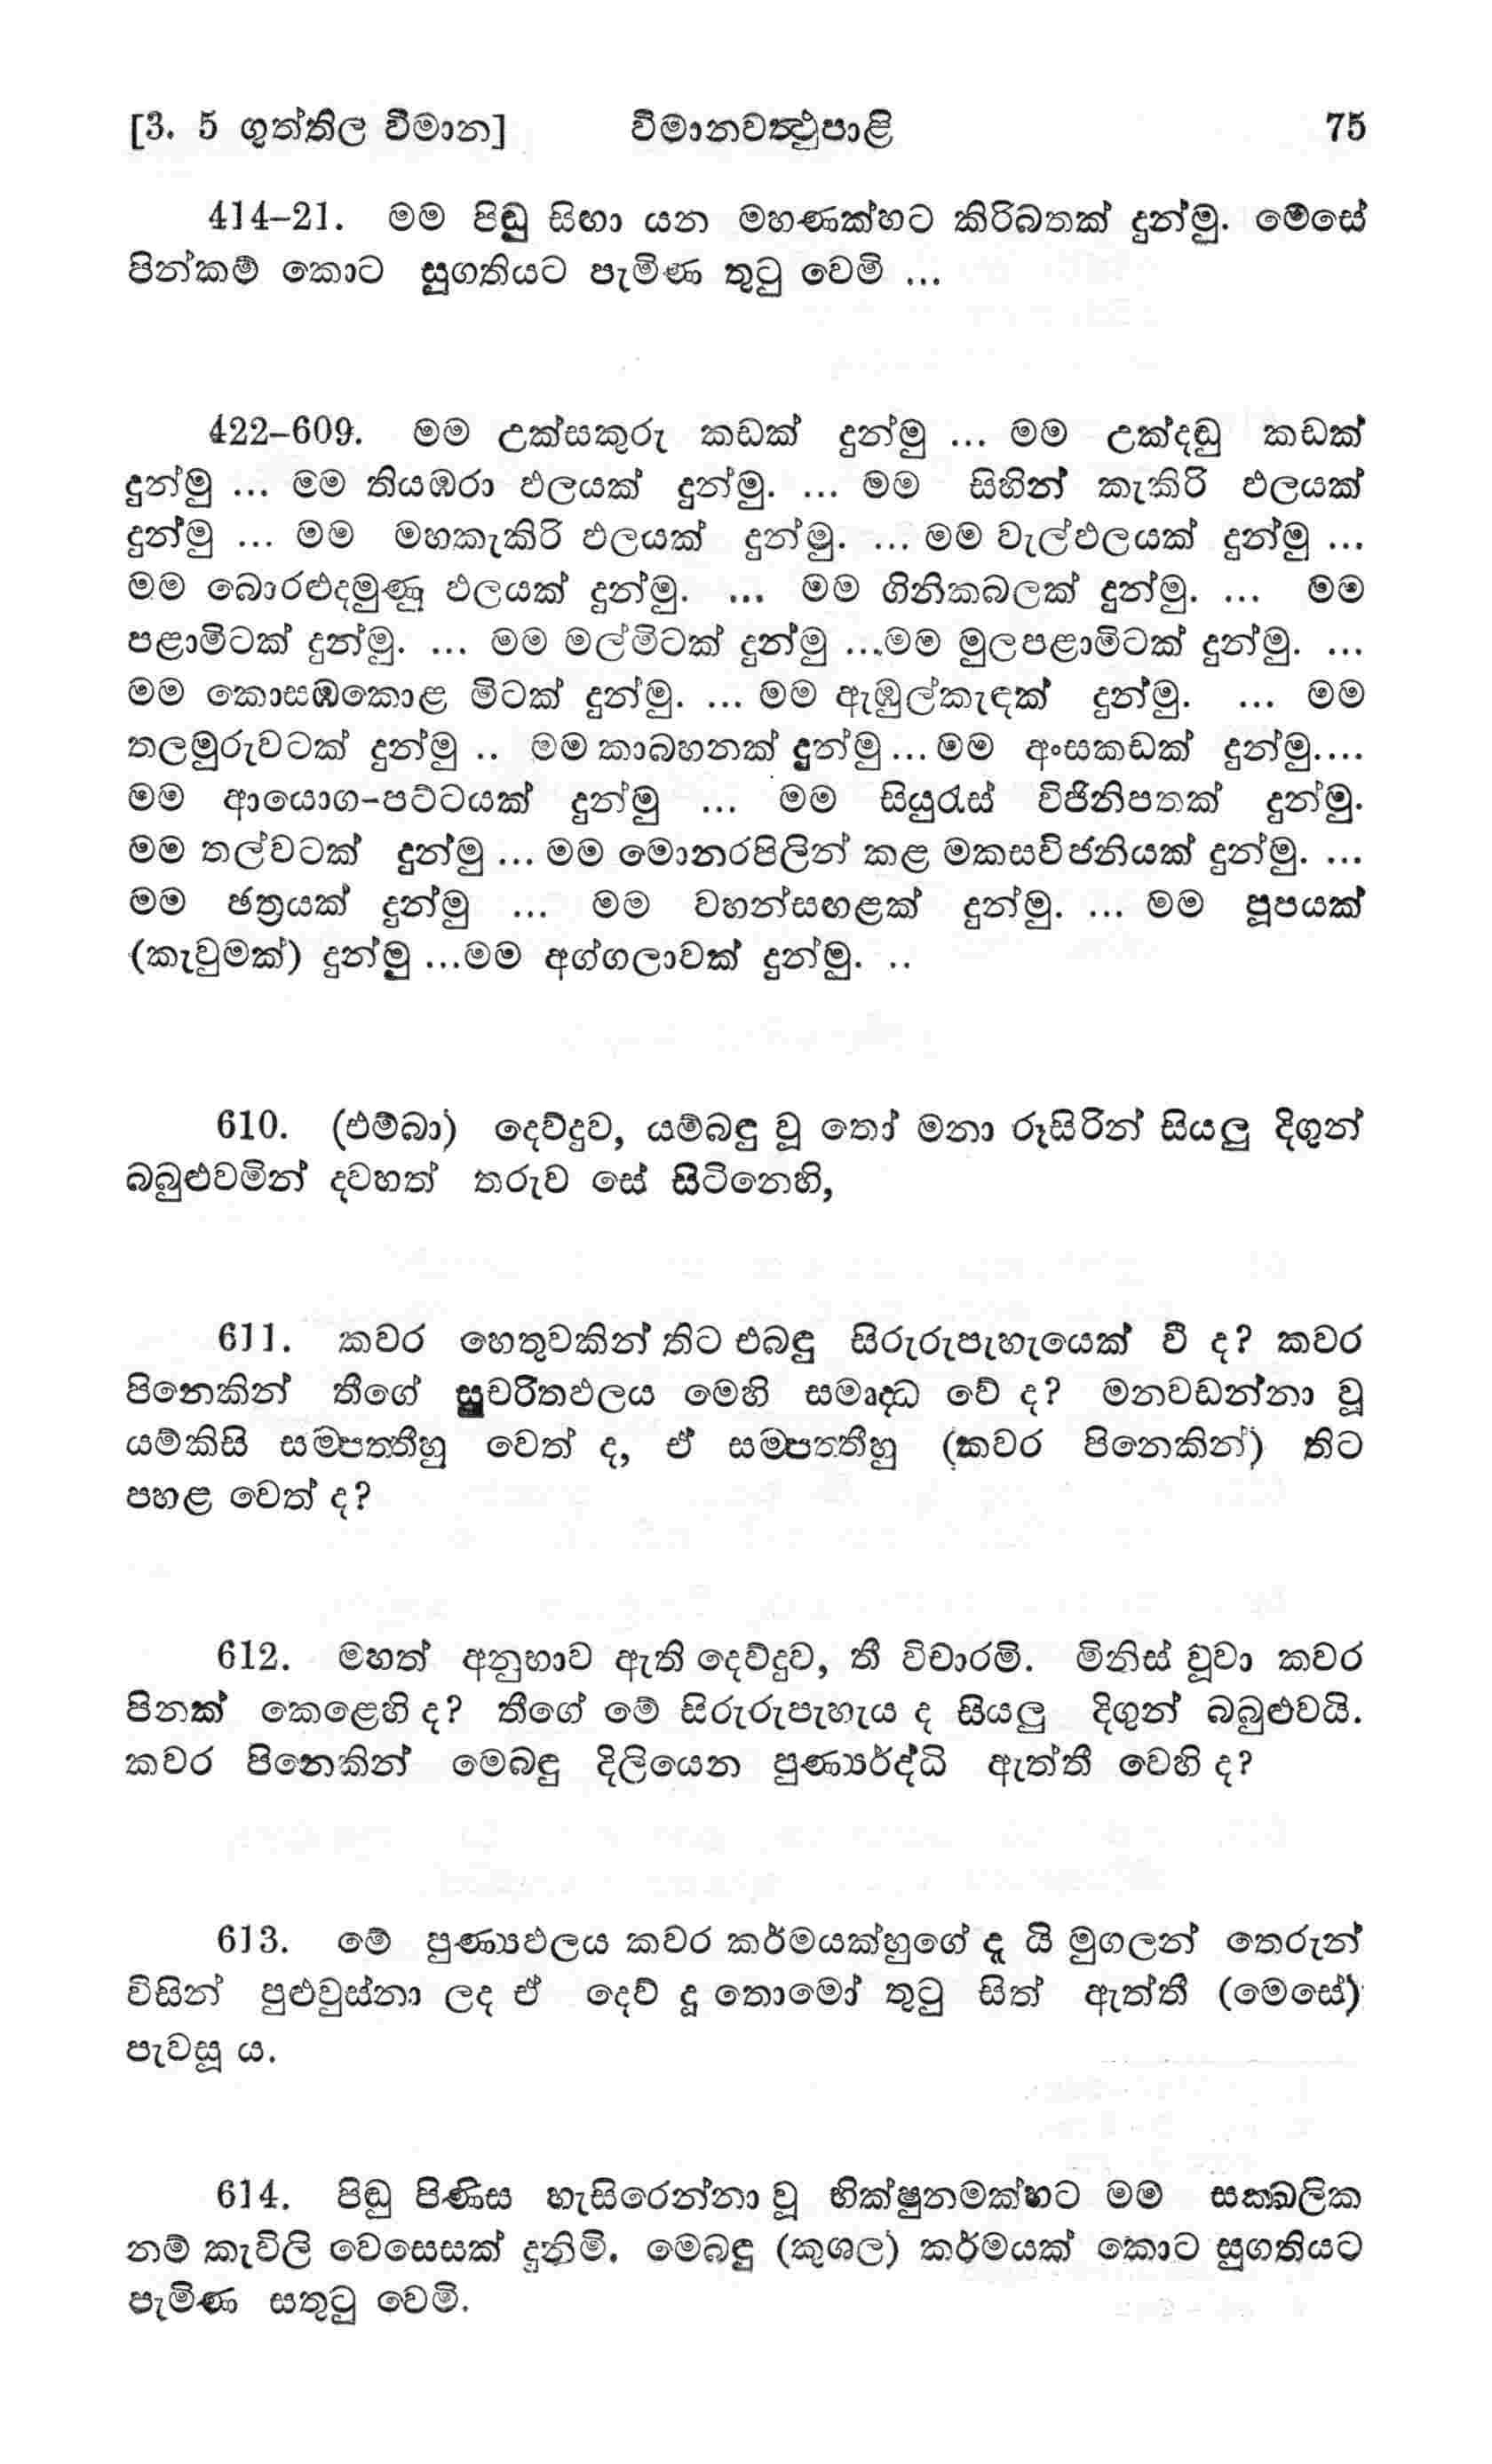 [3. 5 ගුත්තිල විමාන] විමානවත්‍ථුපාළි 75
414–21. මම පිඬු සිඟා යන මහණක්හට කිරිබතක් දුන්මු. මෙසේ
පින්කම් කොට සුගතියට පැමිණ තුටු වෙමි ...
422–609. මම උක්සකුරු කඩක් දුන්මු ... මම උක්දඬු කඩක්
දුන්මු ... මම තියඹරා ඵලයක් දුන්මු. ... මම සිහින් කැකිරි ඵලයක්
දුන්මු ... මම මහකැකිරි ඵලයක් දුන්මු. ... මම වැල්ඵලයක් දුන්මු ...
මම බොරළුදමුණු ඵලයක් දුන්මු. ... මම ගිනිකබලක් දුන්මු. ... මම
පළාමිටක් දුන්මු. ... මම මල්මිටක් දුන්මු ...මම මුලපළාමිටක් දුන්මු. ...
මම කොසඹකොළ මිටක් දුන්මු. ... මම ඇඹුල්කැඳක් දුන්මු. ... මම
තලමුරුවටක් දුන්මු .. මම කාබහනක් දුන්මු ... මම අංසකඩක් දුන්මු....
මම ආයොග-පට්ටයක් දුන්මු ... මම සියුරැස් විජිනිපතක් දුන්මු.
මම තල්වටක් දුන්මු ... මම මොනරපිලින් කළ මකසවිජනියක් දුන්මු. ...
මම ඡත්‍රයක් දුන්මු ... මම වහන්සඟළක් දුන්මු. ... මම පූපයක්
(කැවුමක්) දුන්මු ...මම අග්ගලාවක් දුන්මු. ..
610. (එම්බා) දෙව්දුව, යම්බඳු වූ තෝ මනා රූසිරින් සියලු දිගුන්
බබුළුවමින් දවහත් තරුව සේ සිටිනෙහි,
611. කවර හෙතුවකින් තිට එබඳු සිරුරුපැහැයෙක් වී ද? කවර
පිනෙකින් තීගේ සුචරිතඵලය මෙහි සමෘද්ධ වේ ද? මනවඩන්නා වූ
යම්කිසි සම්පත්තීහු වෙත් ද, ඒ සම්පත්තීහු (කවර පිනෙකින්) තිට
පහළ වෙත් ද?
612. මහත් අනුභාව ඇති දෙව්දුව, තී විචාරමි. මිනිස් වූවා කවර
පිනක් කෙළෙහි ද? තීගේ මේ සිරුරුපැහැය ද සියලු දිගුන් බබුළුවයි.
කවර පිනෙකින් මෙබඳු දිලියෙන පුණ්‍යර්ද්ධි ඇත්තී වෙහි ද?
613. මේ පුණ්‍යඵලය කවර කර්මයක්හුගේ දැ යි මුගලන් තෙරුන්
විසින් පුළුවුස්නා ලද ඒ දෙව් දූ තොමෝ තුටු සිත් ඇත්තී (මෙසේ)
පැවසූ ය.
614. පිඬු පිණිස හැසිරෙන්නා වූ භික්ෂුනමක්හට මම සක්ඛලික
නම් කැවිලි වෙසෙසක් දුනිමි. මෙබඳු (කුශල) කර්මයක් කොට සුගතියට
පැමිණ සතුටු වෙමි.